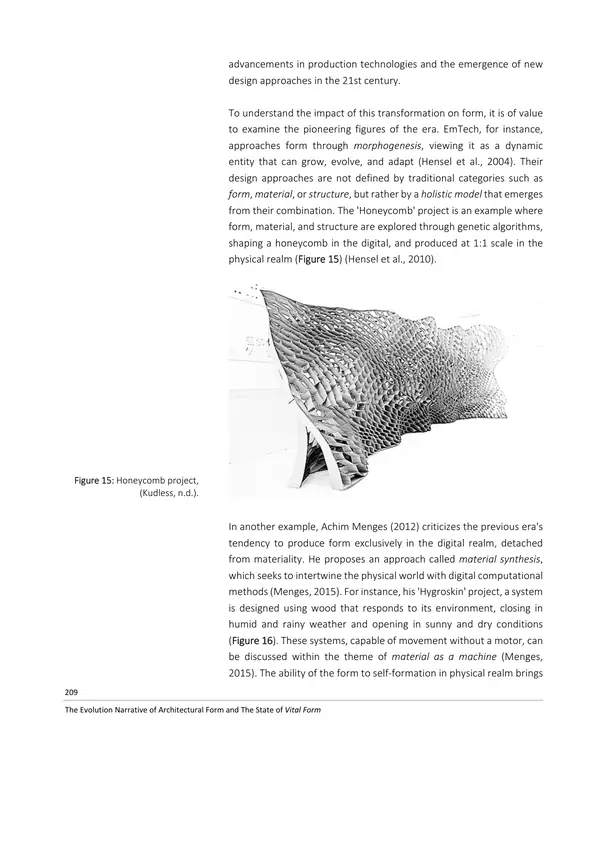 advancements in production technologies and the emergence of new
design approaches in the 21st century.
To understand the impact of this transformation on form, it is of value
to examine the pioneering figures of the era. EmTech, for instance,
approaches form through morphogenesis, viewing it as a dynamic
entity that can grow, evolve, and adapt (Hensel et al., 2004). Their
design approaches are not defined by traditional categories such as
form, material, or structure, but rather by a holistic model that emerges
from their combination. The 'Honeycomb' project is an example where
form, material, and structure are explored through genetic algorithms,
shaping a honeycomb in the digital, and produced at 1:1 scale in the
physical realm (Figure 15) (Hensel et al., 2010).
Figure 15: Honeycomb project,
(Kudless, n.d.).
In another example, Achim Menges (2012) criticizes the previous era's
tendency to produce form exclusively in the digital realm, detached
from materiality. He proposes an approach called material synthesis,
which seeks to intertwine the physical world with digital computational
methods (Menges, 2015). For instance, his 'Hygroskin' project, a system
is designed using wood that responds to its environment, closing in
humid and rainy weather and opening in sunny and dry conditions
(Figure 16). These systems, capable of movement without a motor, can
be discussed within the theme of material as a machine (Menges,
2015). The ability of the form to self-formation in physical realm brings
209
The Evolution Narrative of Architectural Form and The State of Vital Form